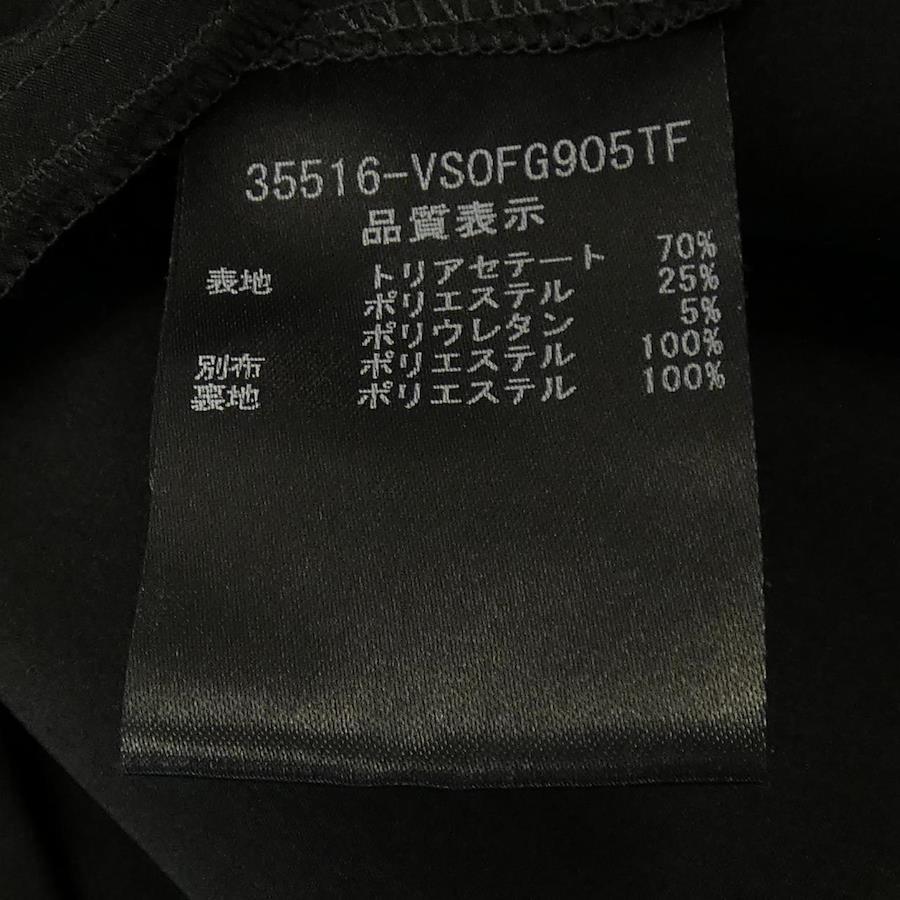 35516-VSOFG905TF
品質表示
表地 トリアセテート 70%
ポリエステル 25%
ポリウレタン 5%
別布 ポリエステル 100%
裏地 ポリエステル 100%